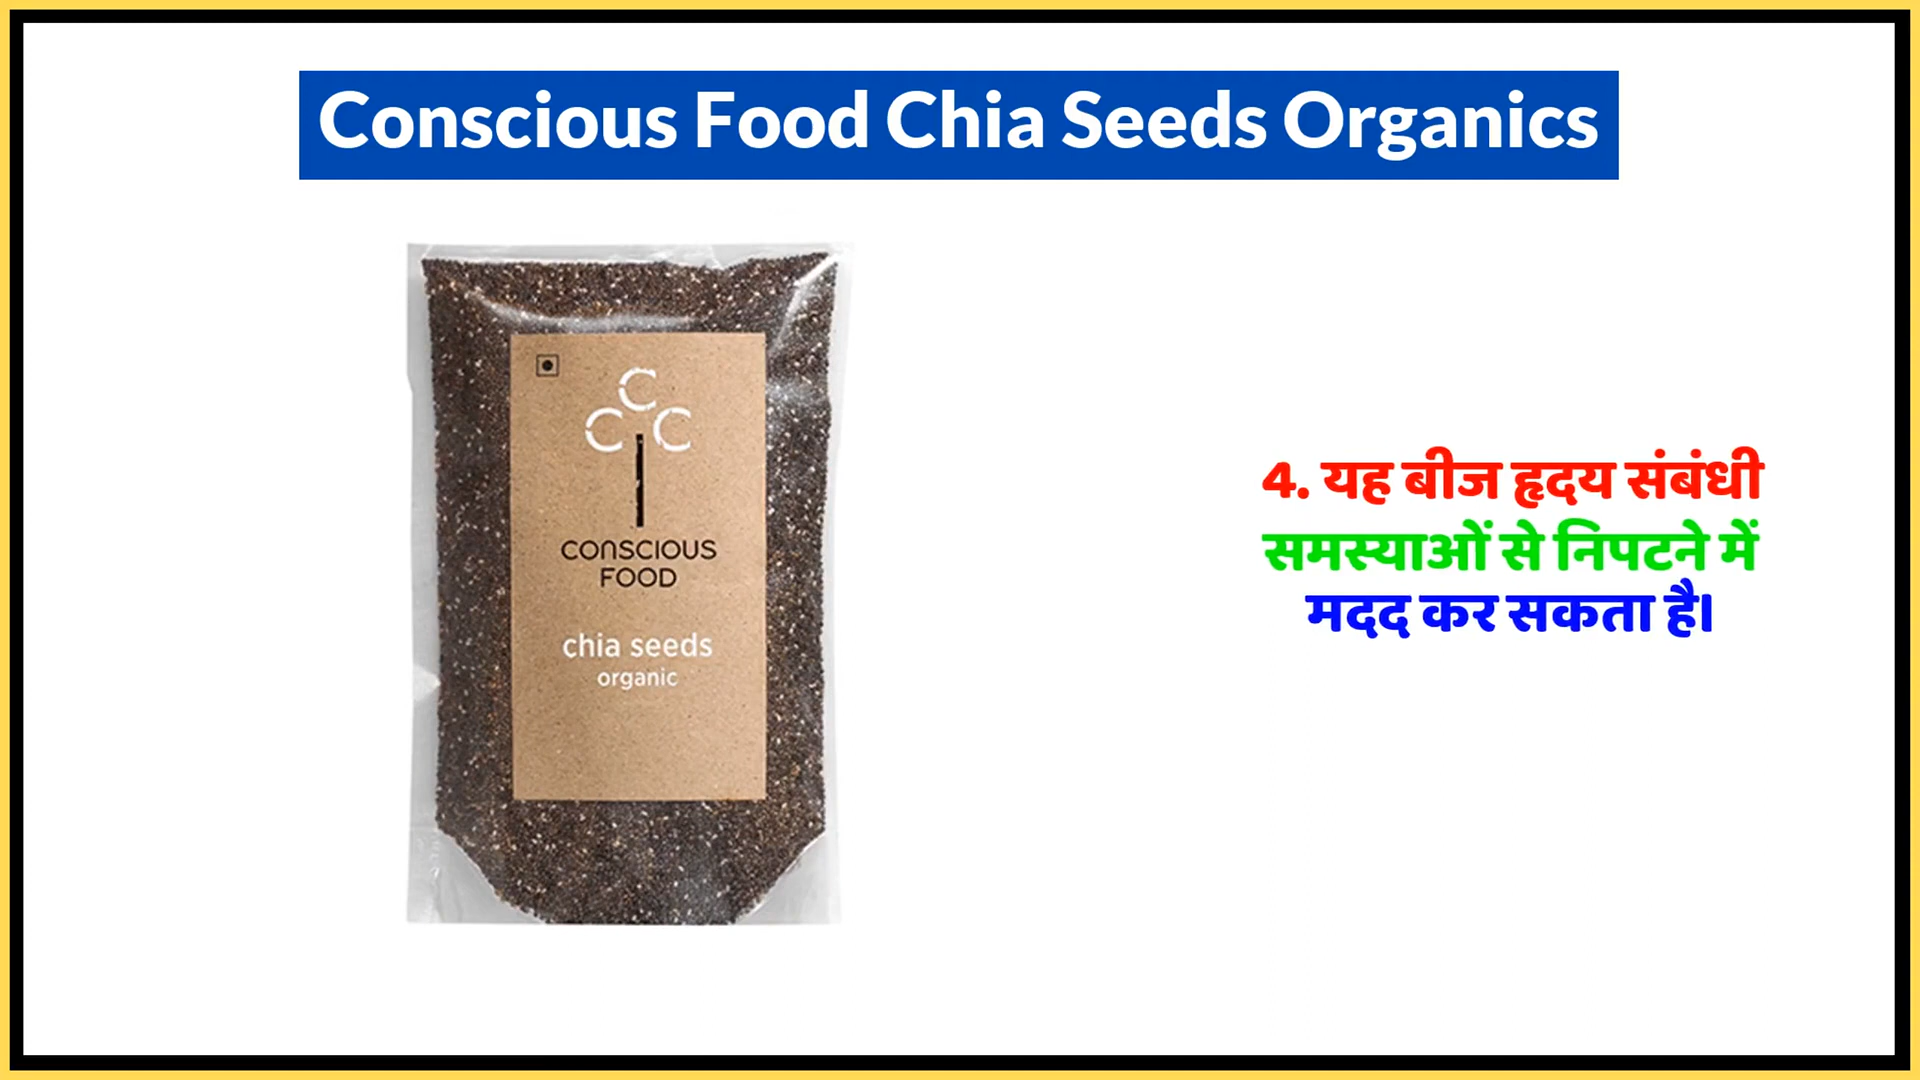 Conscious Food Chia Seeds Organics
C
C C
CONSCIOUS
FOOD
chia seeds
organic
4. यह बीज हृदय संबंधी
समस्याओं से निपटने में
मदद कर सकता है।